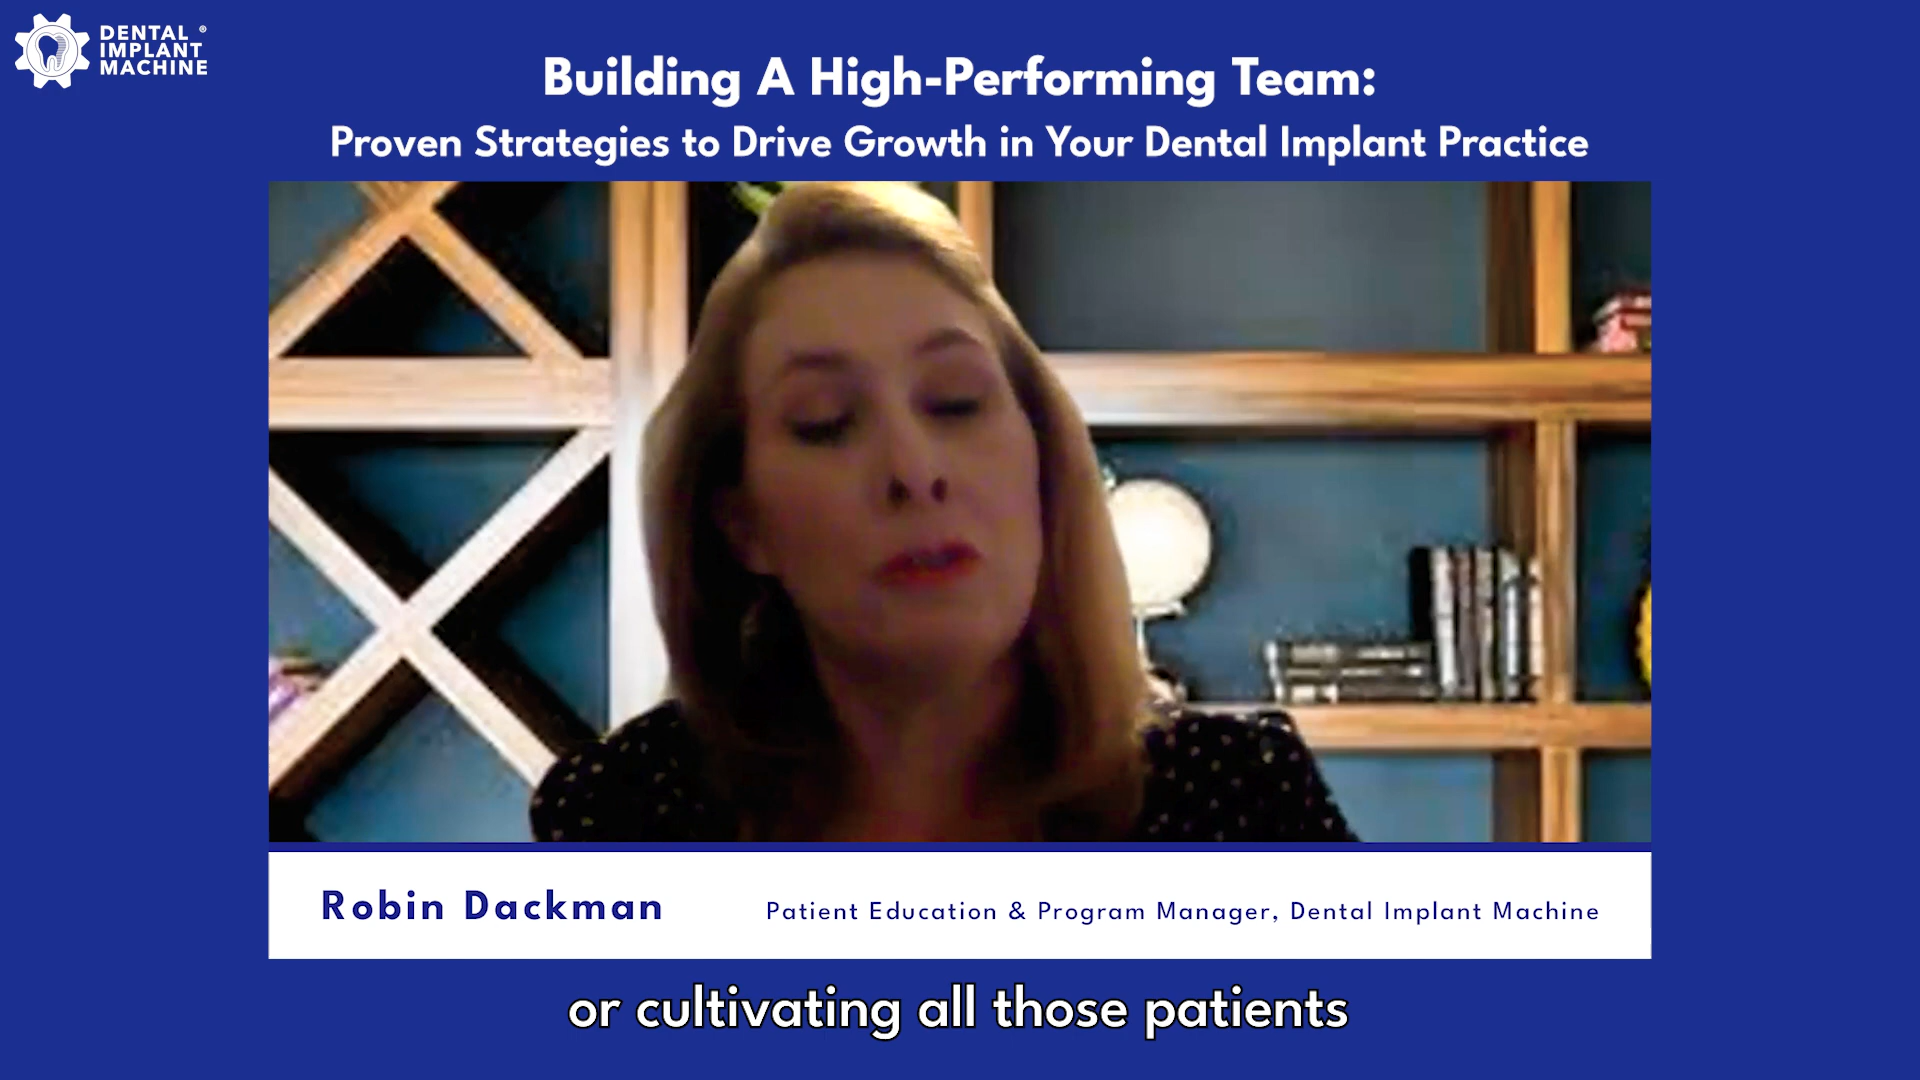 DENTAL ®
IMPLANT
MACHINE
Building A High-Performing Team:
Proven Strategies to Drive Growth in Your Dental Implant Practice
Robin Dackman
Patient Education & Program Manager, Dental Implant Machine
or cultivating all those patients